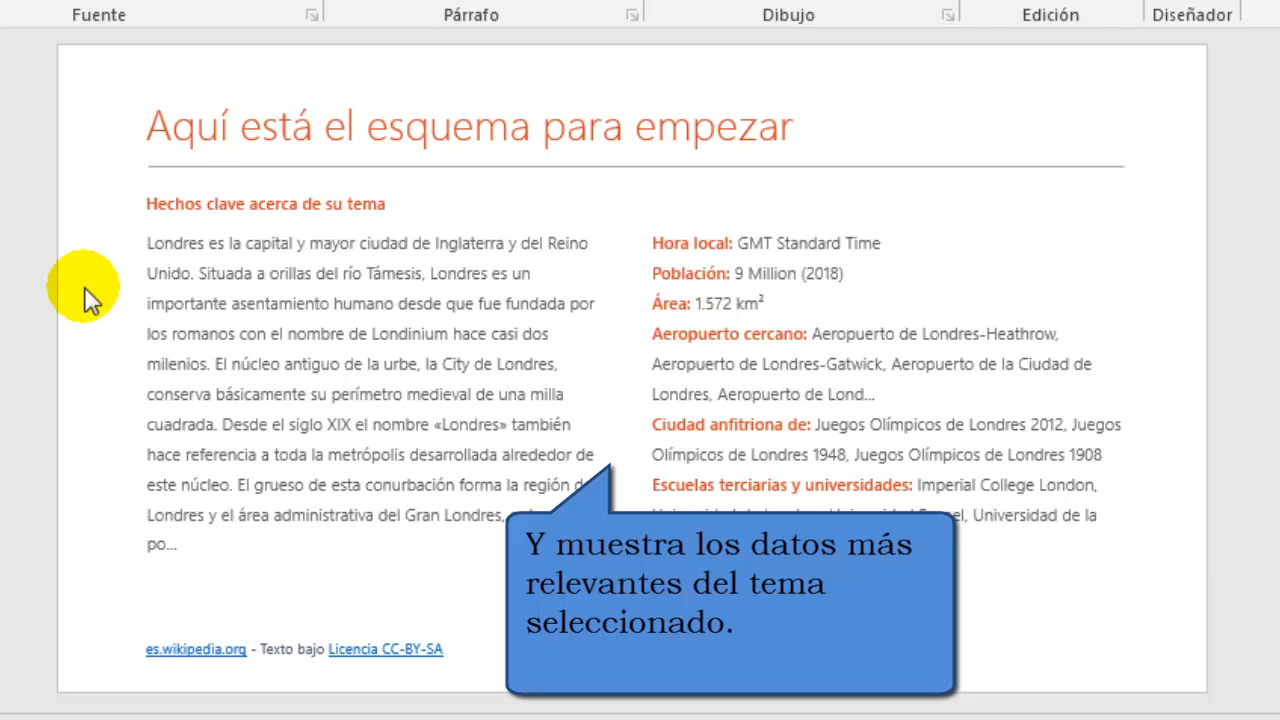 Fuente Párrafo Dibujo Edición Diseñador
Aquí está el esquema para empezar
Hechos clave acerca de su tema
Londres es la capital y mayor ciudad de Inglaterra y del Reino
Unido. Situada a orillas del río Támesis, Londres es un
importante asentamiento humano desde que fue fundada por
los romanos con el nombre de Londinium hace casi dos
milenios. El núcleo antiguo de la urbe, la City de Londres,
conserva básicamente su perímetro medieval de una milla
cuadrada. Desde el siglo XIX el nombre «Londres» también
hace referencia a toda la metrópolis desarrollada alrededor de
este núcleo. El grueso de esta conurbación forma la región
Londres y el área administrativa del Gran Londres,
po...
Hora local: GMT Standard Time
Población: 9 Million (2018)
Área: 1.572 km²
Aeropuerto cercano: Aeropuerto de Londres-Heathrow,
Aeropuerto de Londres-Gatwick, Aeropuerto de la Ciudad de
Londres, Aeropuerto de Lond...
Ciudad anfitriona de: Juegos Olímpicos de Londres 2012, Juegos
Olímpicos de Londres 1948, Juegos Olímpicos de Londres 1908
Escuelas terciarias y universidades: Imperial College London,
Universidad de la
Y muestra los datos más
relevantes del tema
seleccionado.
es.wikipedia.org - Texto bajo Licencia CC-BY-SA